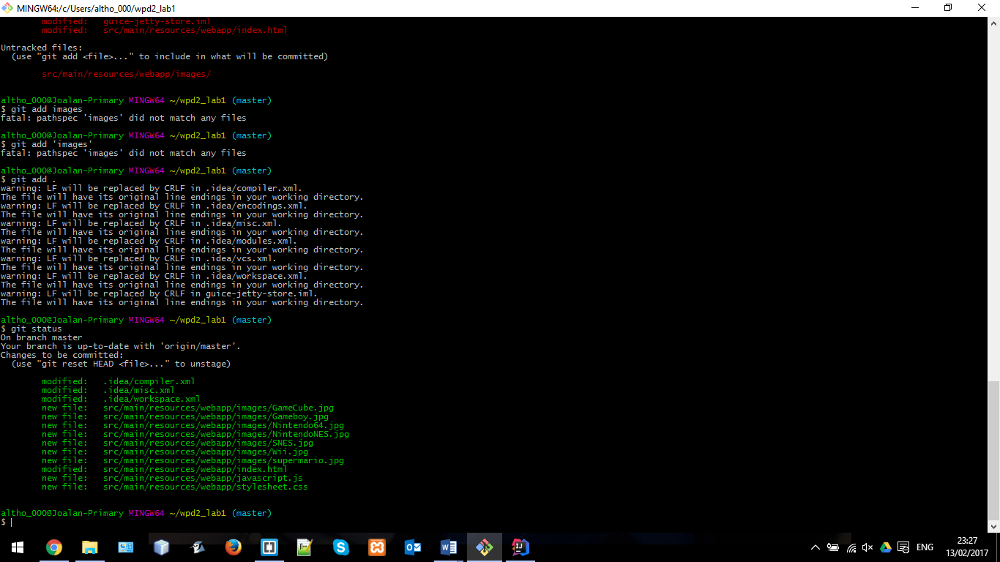 MINGW64:/c/Users/altho_000/wpd2_lab1
modified: guice-jetty-store.iml
modified: src/main/resources/webapp/index.html
Untracked files:
(use "git add <file>..." to include in what will be committed)
src/main/resources/webapp/images/
altho_000@Joalan-Primary MINGW64 ~/wpd2_lab1 (master)
$ git add images
fatal: pathspec 'images' did not match any files
altho_000@Joalan-Primary MINGW64 ~/wpd2_lab1 (master)
$ git add 'images'
fatal: pathspec 'images' did not match any files
altho_000@Joalan-Primary MINGW64 ~/wpd2_lab1 (master)
$ git add .
warning: LF will be replaced by CRLF in .idea/compiler.xml.
The file will have its original line endings in your working directory.
warning: LF will be replaced by CRLF in .idea/encodings.xml.
The file will have its original line endings in your working directory.
warning: LF will be replaced by CRLF in .idea/misc.xml.
The file will have its original line endings in your working directory.
warning: LF will be replaced by CRLF in .idea/modules.xml.
The file will have its original line endings in your working directory.
warning: LF will be replaced by CRLF in .idea/vcs.xml.
The file will have its original line endings in your working directory.
warning: LF will be replaced by CRLF in .idea/workspace.xml.
The file will have its original line endings in your working directory.
warning: LF will be replaced by CRLF in guice-jetty-store.iml.
The file will have its original line endings in your working directory.
altho_000@Joalan-Primary MINGW64 ~/wpd2_lab1 (master)
$ git status
On branch master
Your branch is up-to-date with 'origin/master'.
Changes to be committed:
(use "git reset HEAD <file>..." to unstage)
modified: .idea/compiler.xml
modified: .idea/misc.xml
modified: .idea/workspace.xml
new file: src/main/resources/webapp/images/GameCube.jpg
new file: src/main/resources/webapp/images/Gameboy.jpg
new file: src/main/resources/webapp/images/Nintendo64.jpg
new file: src/main/resources/webapp/images/NintendoNES.jpg
new file: src/main/resources/webapp/images/SNES.jpg
new file: src/main/resources/webapp/images/Wii.jpg
new file: src/main/resources/webapp/images/supermario.jpg
modified: src/main/resources/webapp/index.html
new file: src/main/resources/webapp/javascript.js
new file: src/main/resources/webapp/stylesheet.css
altho_000@Joalan-Primary MINGW64 ~/wpd2_lab1 (master)
$
ENG
23:27
13/02/2017